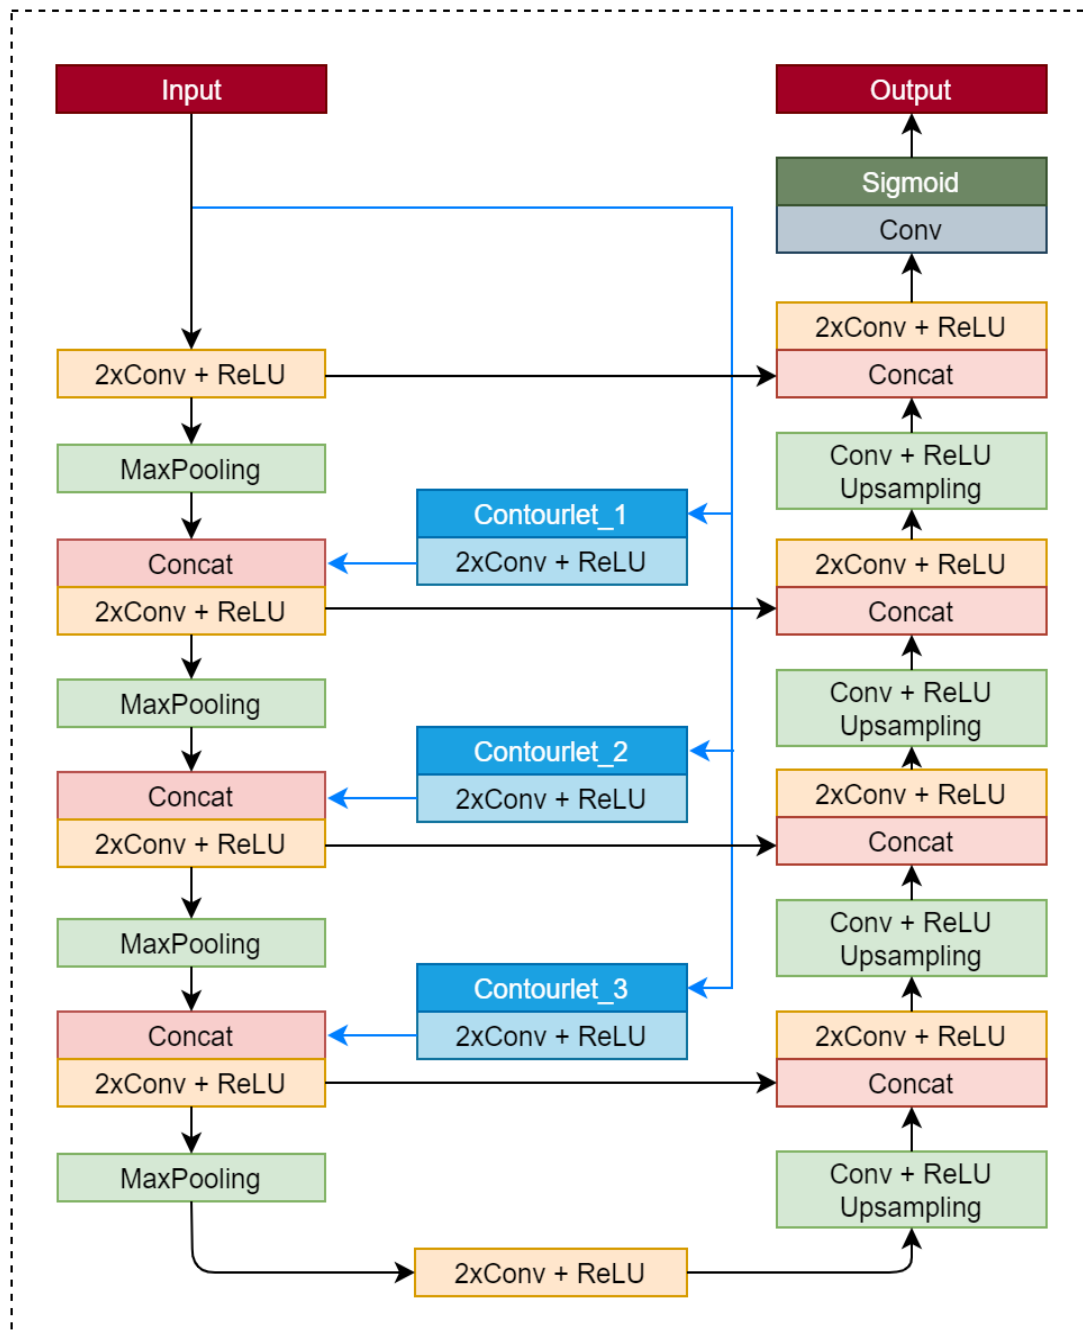 Input
2xConv + ReLU
MaxPooling
Concat
2xConv + ReLU
MaxPooling
Concat
2xConv + ReLU
MaxPooling
Concat
2xConv + ReLU
MaxPooling
Contourlet_1
2xConv + ReLU
Contourlet_2
2xConv + ReLU
Contourlet_3
2xConv + ReLU
2xConv + ReLU
Output
Sigmoid
Conv
2xConv + ReLU
Concat
Conv + ReLU
Upsampling
2xConv + ReLU
Concat
Conv + ReLU
Upsampling
2xConv + ReLU
Concat
Conv + ReLU
Upsampling
2xConv + ReLU
Concat
Conv + ReLU
Upsampling